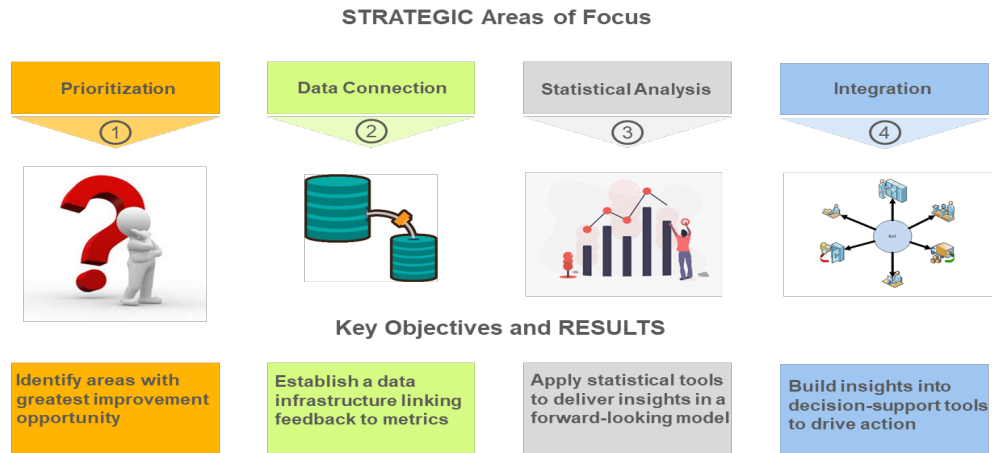 STRATEGIC Areas of Focus
Prioritization
Data Connection
Statistical Analysis
Integration
1
2
3
4
Key Objectives and RESULTS
Identify areas with
greatest improvement
opportunity
Establish a data
infrastructure linking
feedback to metrics
Apply statistical tools
to deliver insights in a
forward-looking model
Build insights into
decision-support tools
to drive action